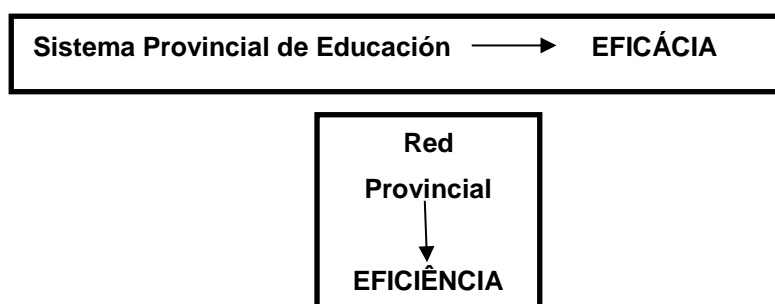 Sistema Provincial de Educación EFICÁCIA
Red
Provincial
EFICIÊNCIA